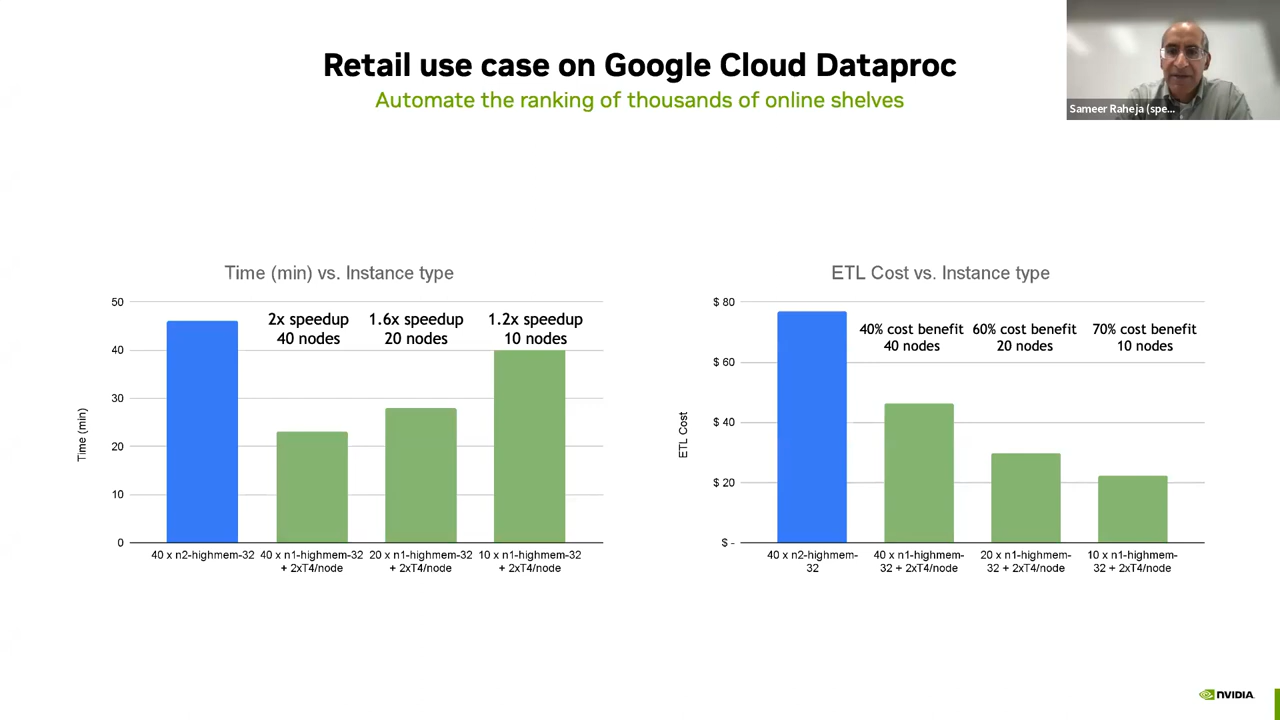 Retail use case on Google Cloud Dataproc
Automate the ranking of thousands of online shelves
Sameer Raheja (spe...
Time (min) vs. Instance type
50
40
30
20
10
0
Time (min)
2x speedup
40 nodes
1.6x speedup
20 nodes
1.2x speedup
10 nodes
40 x n2-highmem-32
40 x n1-highmem-32
+ 2xT4/node
20 x n1-highmem-32
+ 2xT4/node
10 x n1-highmem-32
+ 2xT4/node
ETL Cost vs. Instance type
$ 80
$ 60
$ 40
$ 20
$ -
ETL Cost
40% cost benefit
40 nodes
60% cost benefit
20 nodes
70% cost benefit
10 nodes
40 x n2-highmem-
32
40 x n1-highmem-
32 + 2xT4/node
20 x n1-highmem-
32 + 2xT4/node
10 x n1-highmem-
32 + 2xT4/node
NVIDIA.